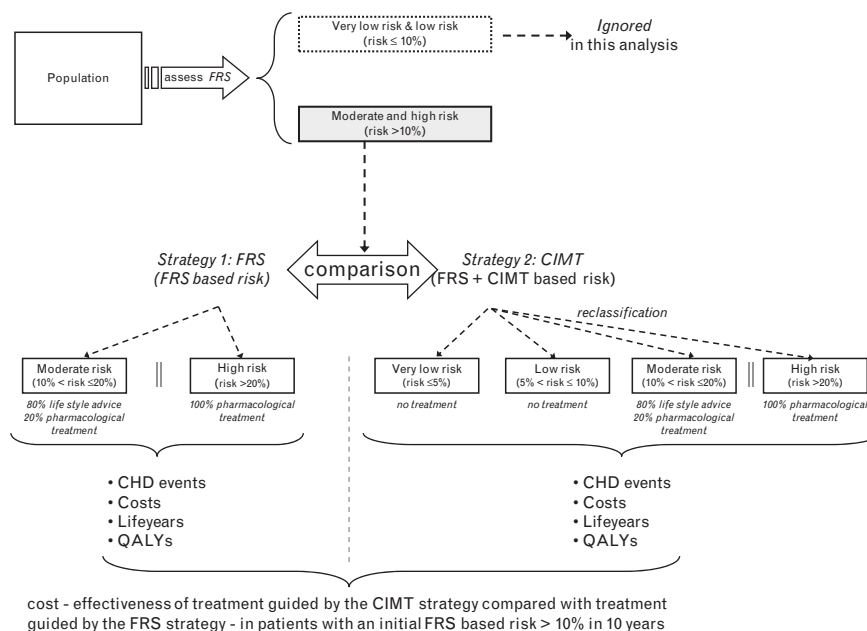 Population
assess FRS
Very low risk & low risk
(risk ≤ 10%)
Ignored
in this analysis
Moderate and high risk
(risk >10%)
Strategy 1: FRS
(FRS based risk)
comparison
Strategy 2: CIMT
(FRS + CIMT based risk)
reclassification
Moderate risk
(10% < risk ≤20%)
80% life style advice
20% pharmacological
treatment
||
High risk
(risk >20%)
100% pharmacological
treatment
Very low risk
(risk ≤5%)
no treatment
Low risk
(5% < risk ≤ 10%)
no treatment
Moderate risk
(10% < risk ≤20%)
80% life style advice
20% pharmacological
treatment
||
High risk
(risk >20%)
100% pharmacological
treatment
• CHD events
• Costs
• Lifeyears
• QALYs
• CHD events
• Costs
• Lifeyears
• QALYs
cost - effectiveness of treatment guided by the CIMT strategy compared with treatment
guided by the FRS strategy - in patients with an initial FRS based risk > 10% in 10 years